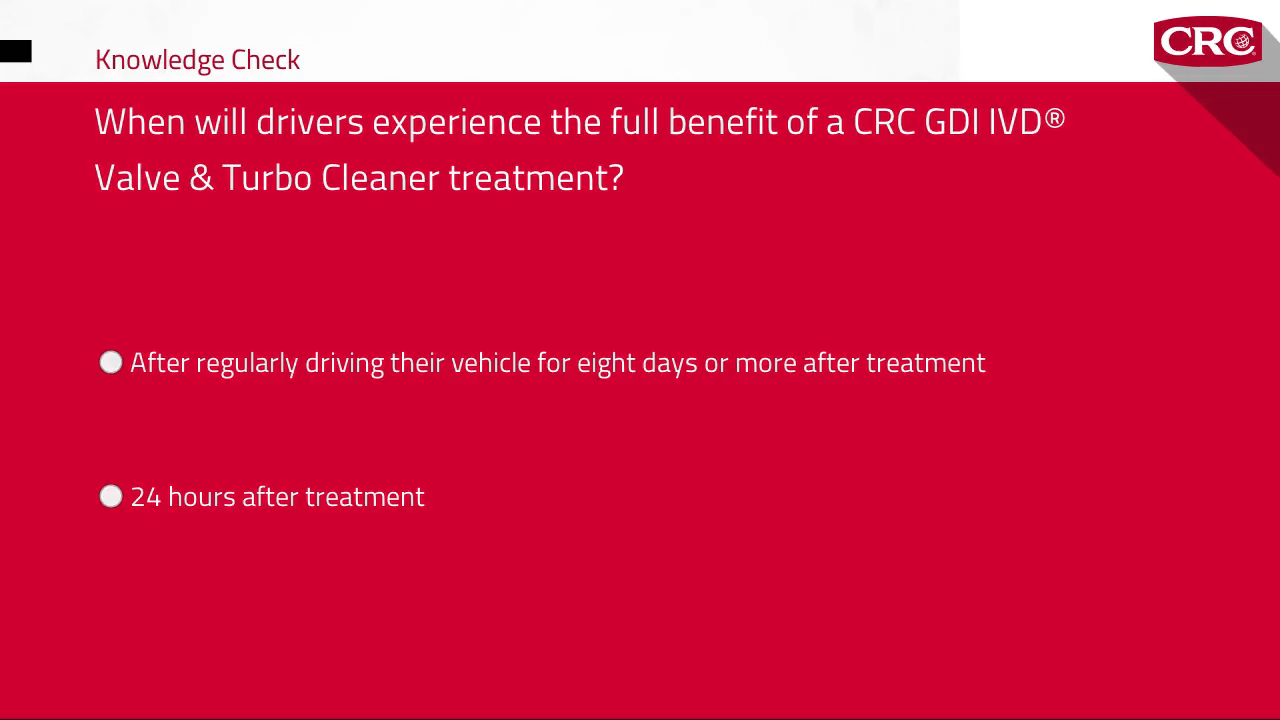 CRC
Knowledge Check
When will drivers experience the full benefit of a CRC GDI IVD®
Valve & Turbo Cleaner treatment?
After regularly driving their vehicle for eight days or more after treatment
24 hours after treatment